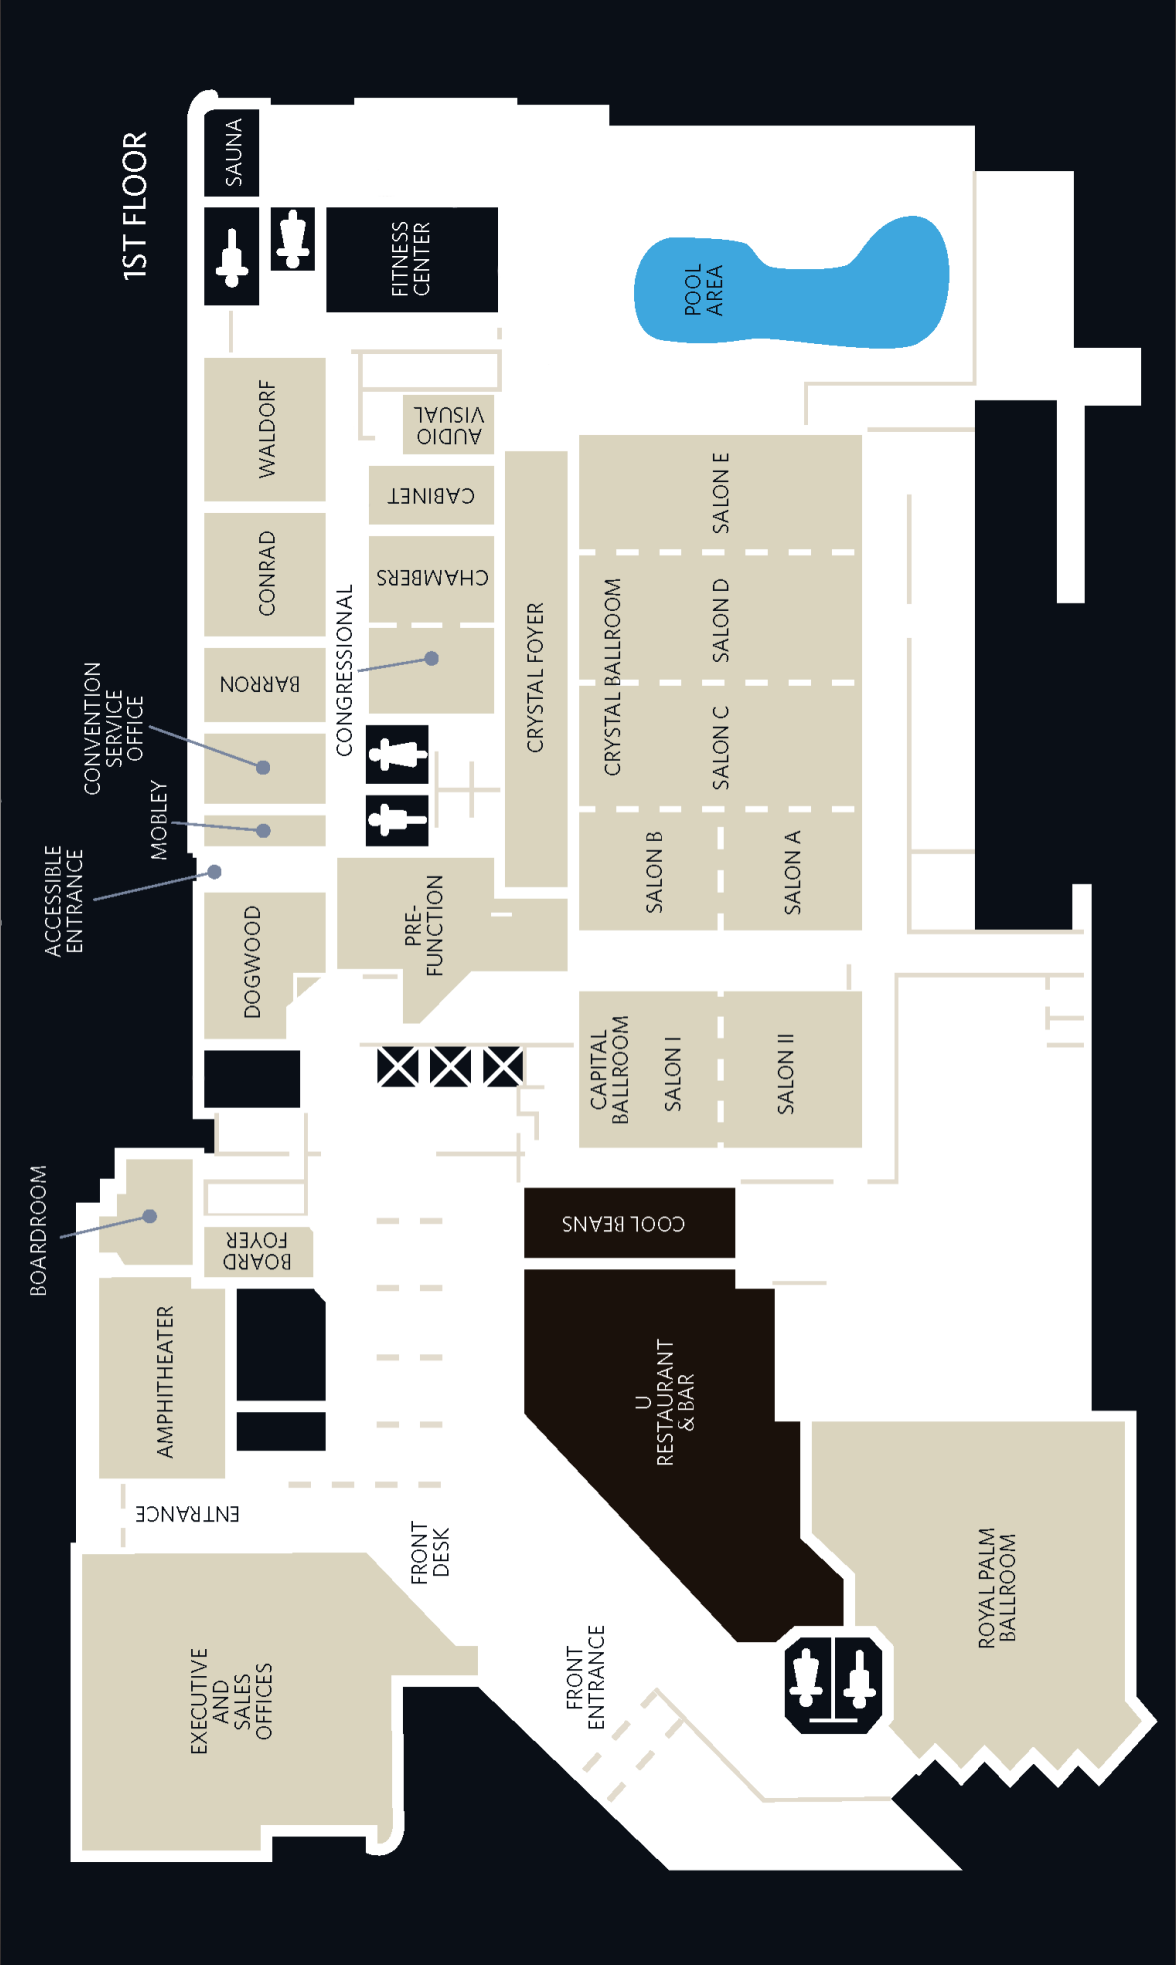 1ST FLOOR
SAUNA
FITNESS
CENTER
POOL
AREA
WALDORF
CONRAD
BARRON
CONVENTION
SERVICE
OFFICE
MOBLEY
ACCESSIBLE
ENTRANCE
DOGWOOD
AUDIO
VISUAL
CABINET
CHAMBERS
CONGRESSIONAL
PRE-
FUNCTION
CRYSTAL FOYER
CRYSTAL BALLROOM
SALON E
SALON D
SALON C
SALON B
SALON A
CAPITAL
BALLROOM
SALON I
SALON II
BOARDROOM
BOARD
FOYER
AMPHITHEATER
ENTRANCE
COOL BEANS
U
RESTAURANT
& BAR
FRONT
DESK
EXECUTIVE
AND
SALES
OFFICES
FRONT
ENTRANCE
ROYAL PALM
BALLROOM